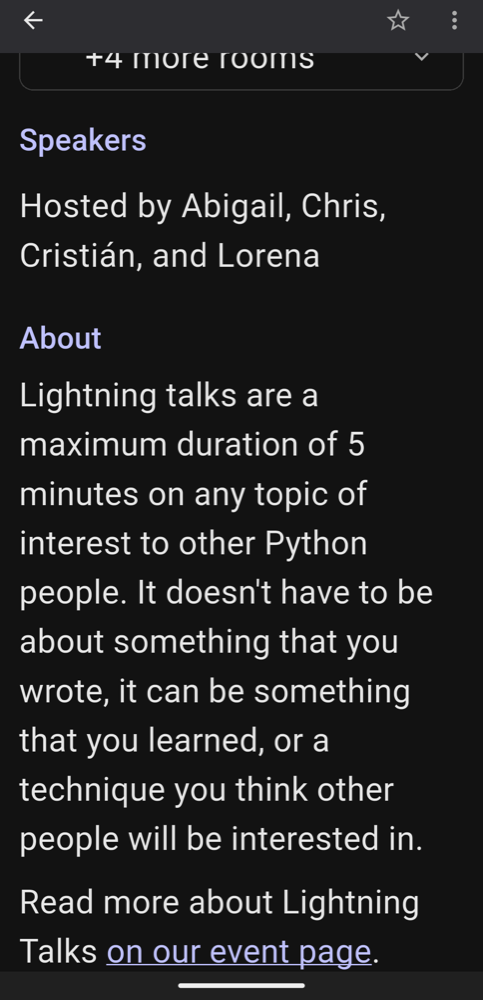 +4 more rooms
Speakers
Hosted by Abigail, Chris,
Cristián, and Lorena
About
Lightning talks are a
maximum duration of 5
minutes on any topic of
interest to other Python
people. It doesn't have to be
about something that you
wrote, it can be something
that you learned, or a
technique you think other
people will be interested in.
Read more about Lightning
Talks on our event page.